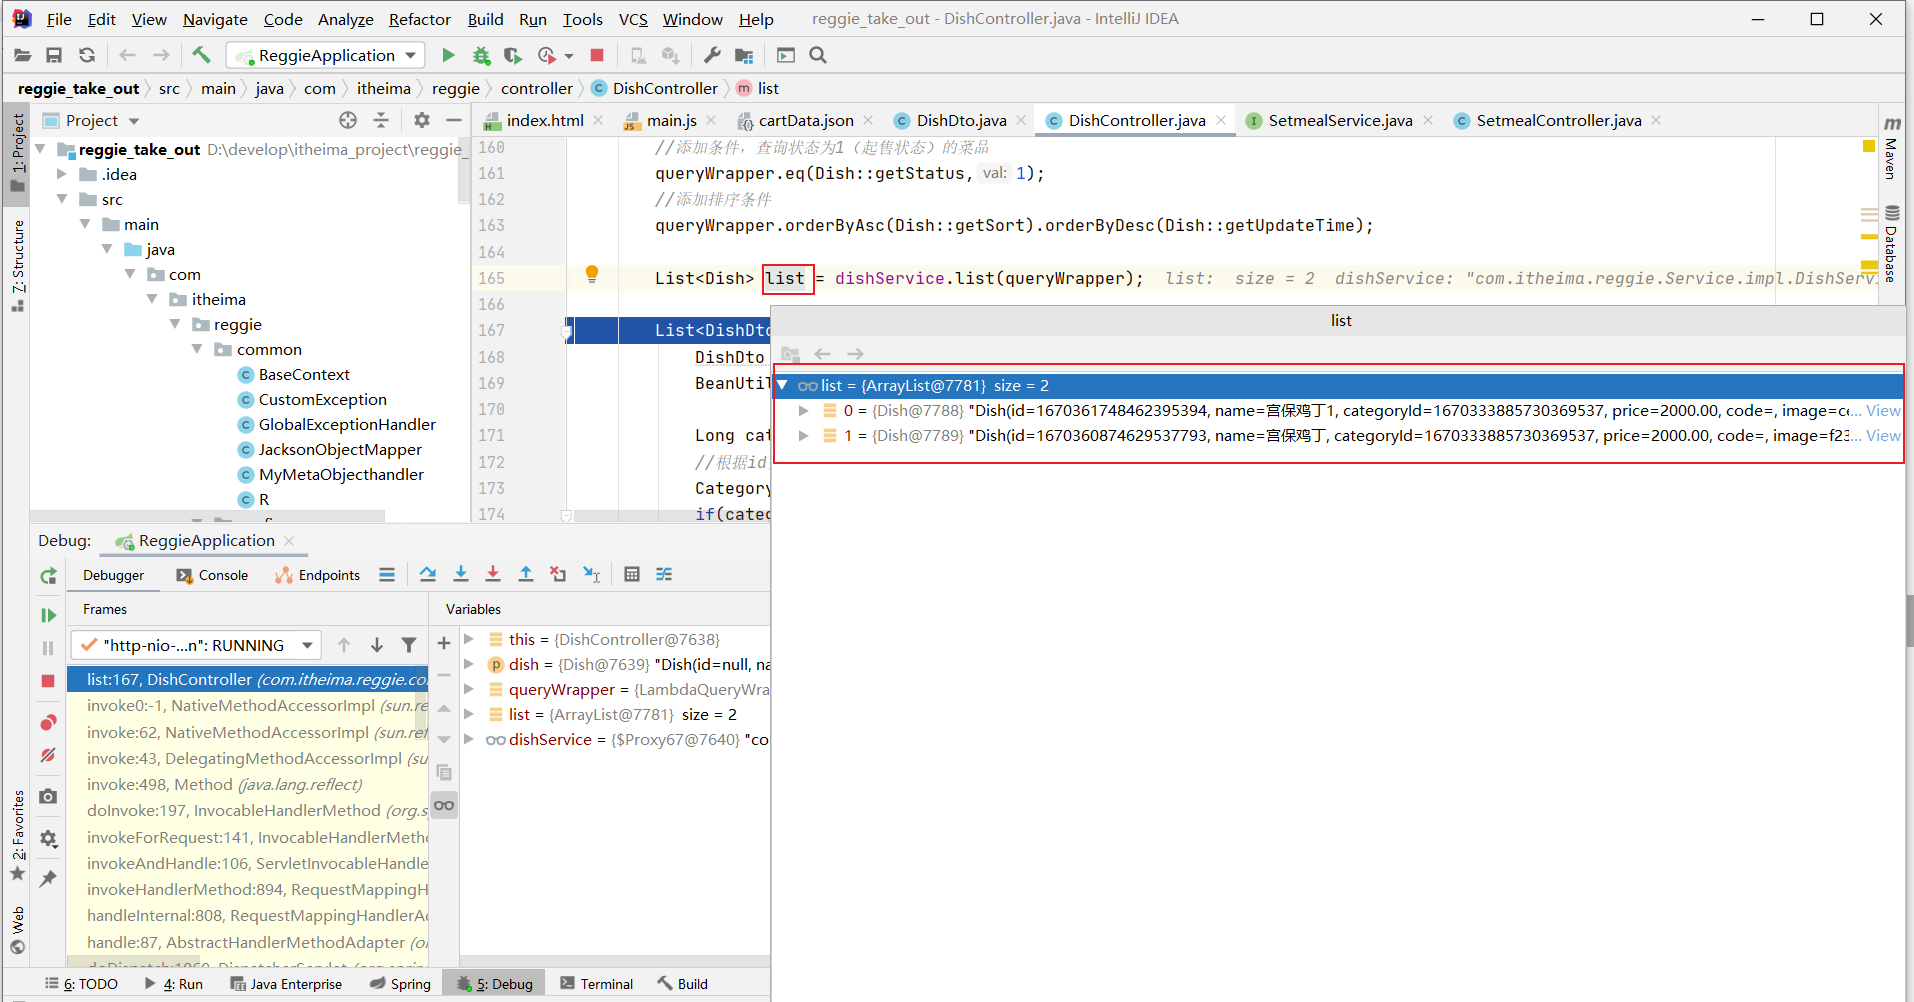 File Edit View Navigate Code Analyze Refactor Build Run Tools VCS Window Help reggie_take_out - DishController.java - IntelliJ IDEA
ReggieApplication
reggie_take_out src main java com itheima reggie controller DishController list
1: Project
7: Structure
2: Favorites
Web
Project
index.html main.js cartData.json DishDto.java DishController.java SetmealService.java SetmealController.java
Maven
Database
reggie_take_out D:\develop\itheima_project\reggie_
.idea
src
main
java
com
itheima
reggie
common
BaseContext
CustomException
GlobalExceptionHandler
JacksonObjectMapper
MyMetaObjecthandler
R
160 //添加条件，查询状态为1（起售状态）的菜品
161 queryWrapper.eq(Dish::getStatus, val: 1);
162 //添加排序条件
163 queryWrapper.orderByAsc(Dish::getSort).orderByDesc(Dish::getUpdateTime);
164
165 List<Dish> list = dishService.list(queryWrapper); list: size = 2 dishService: "com.itheima.reggie.Service.impl.DishServ
166
167 List<DishDto
168 DishDto
169 BeanUtil
170
171 Long cat
172 //根据id
173 Category
174 if(categ
list
list = {ArrayList@7781} size = 2
0 = {Dish@7788} "Dish(id=1670361748462395394, name=宫保鸡丁1, categoryId=1670333885730369537, price=2000.00, code=, image=ce... View
1 = {Dish@7789} "Dish(id=1670360874629537793, name=宫保鸡丁, categoryId=1670333885730369537, price=2000.00, code=, image=f23... View
Debug: ReggieApplication
Debugger Console Endpoints
Frames
"http-nio-...n": RUNNING
list:167, DishController (com.itheima.reggie.co
invoke0:-1, NativeMethodAccessorImpl (sun.re
invoke:62, NativeMethodAccessorImpl (sun.ref
invoke:43, DelegatingMethodAccessorImpl (su
invoke:498, Method (java.lang.reflect)
doInvoke:197, InvocableHandlerMethod (org.s
invokeForRequest:141, InvocableHandlerMeth
invokeAndHandle:106, ServletInvocableHandle
invokeHandlerMethod:894, RequestMappingH
handleInternal:808, RequestMappingHandlerAd
handle:87, AbstractHandlerMethodAdapter (or
Variables
this = {DishController@7638}
dish = {Dish@7639} "Dish(id=null, na
queryWrapper = {LambdaQueryWra
list = {ArrayList@7781} size = 2
dishService = {$Proxy67@7640} "co
6: TODO 4: Run Java Enterprise Spring 5: Debug Terminal Build